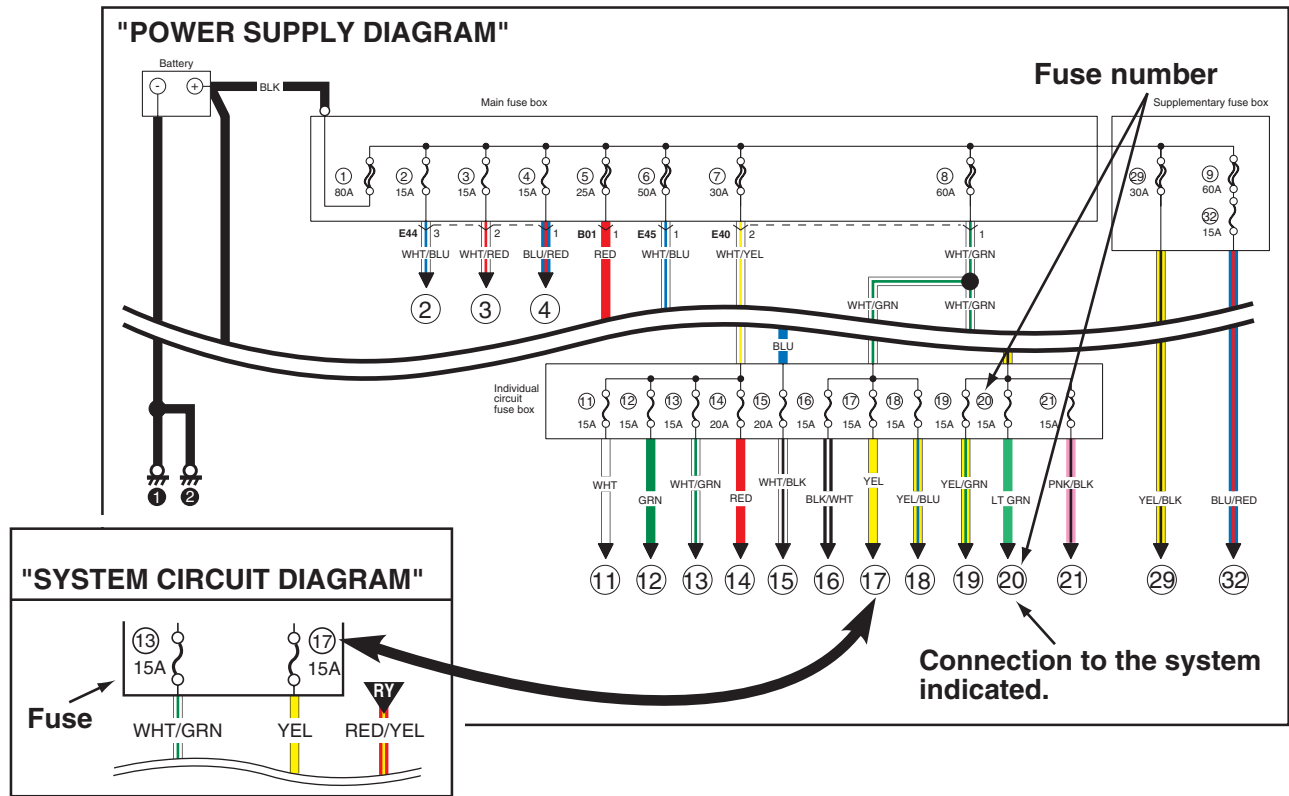 "POWER SUPPLY DIAGRAM"
Battery
- +
BLK
Main fuse box
Fuse number
Supplementary fuse box
1 80A
2 15A
3 15A
4 15A
5 25A
6 50A
7 30A
8 60A
29 30A
9 60A
32 15A
E44 3 2 1 B01 1 E45 1 E40 2 1
WHT/BLU WHT/RED BLU/RED RED WHT/BLU WHT/YEL WHT/GRN
2 3 4
WHT/GRN WHT/GRN
BLU
Individual
circuit
fuse box
11 15A
12 15A
13 15A
14 20A
15 20A
16 15A
17 15A
18 15A
19 15A
20 15A
21 15A
WHT GRN WHT/GRN RED WHT/BLK BLK/WHT YEL YEL/BLU YEL/GRN LT GRN PNK/BLK YEL/BLK BLU/RED
1 2
11 12 13 14 15 16 17 18 19 20 21 29 32
Connection to the system
indicated.
"SYSTEM CIRCUIT DIAGRAM"
13 15A
17 15A
RY
Fuse
WHT/GRN YEL RED/YEL